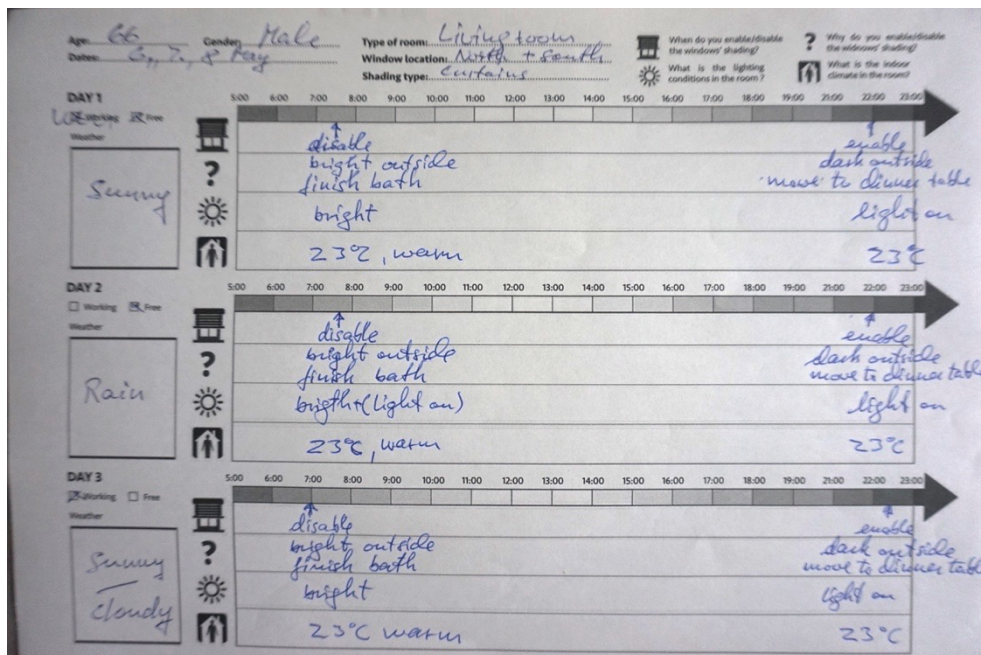 Age: 66 Gender: Male Type of room: Living room
Dates: 6., 7., 8 May Window location: North + South
Shading type: Curtains
When do you enable/disable the windows' shading?
Why do you enable/disable the widnows' shading?
What is the lighting conditions in the room?
What is the indoor climate in the room?
DAY 1 5:00 6:00 7:00 8:00 9:00 10:00 11:00 12:00 13:00 14:00 15:00 16:00 17:00 18:00 19:00 20:00 21:00 22:00 23:00
Working Free
Weather
Sunny
disable enable
bright outside dark outside
? finish bath move to dinner table
bright light on
23°C, warm 23°C
DAY 2 5:00 6:00 7:00 8:00 9:00 10:00 11:00 12:00 13:00 14:00 15:00 16:00 17:00 18:00 19:00 20:00 21:00 22:00 23:00
Working Free
Weather
Rain
disable enable
bright outside dark outside
? finish bath move to dinner tabl
brigth+(light on) light on
23°C, warm 23°C
DAY 3 5:00 6:00 7:00 8:00 9:00 10:00 11:00 12:00 13:00 14:00 15:00 16:00 17:00 18:00 19:00 20:00 21:00 22:00 23:00
Working Free
Weather
Sunny
cloudy
disable enable
bright outside dark outside
? finish bath move to dinner tabl
bright light on
23°C warm 23°C